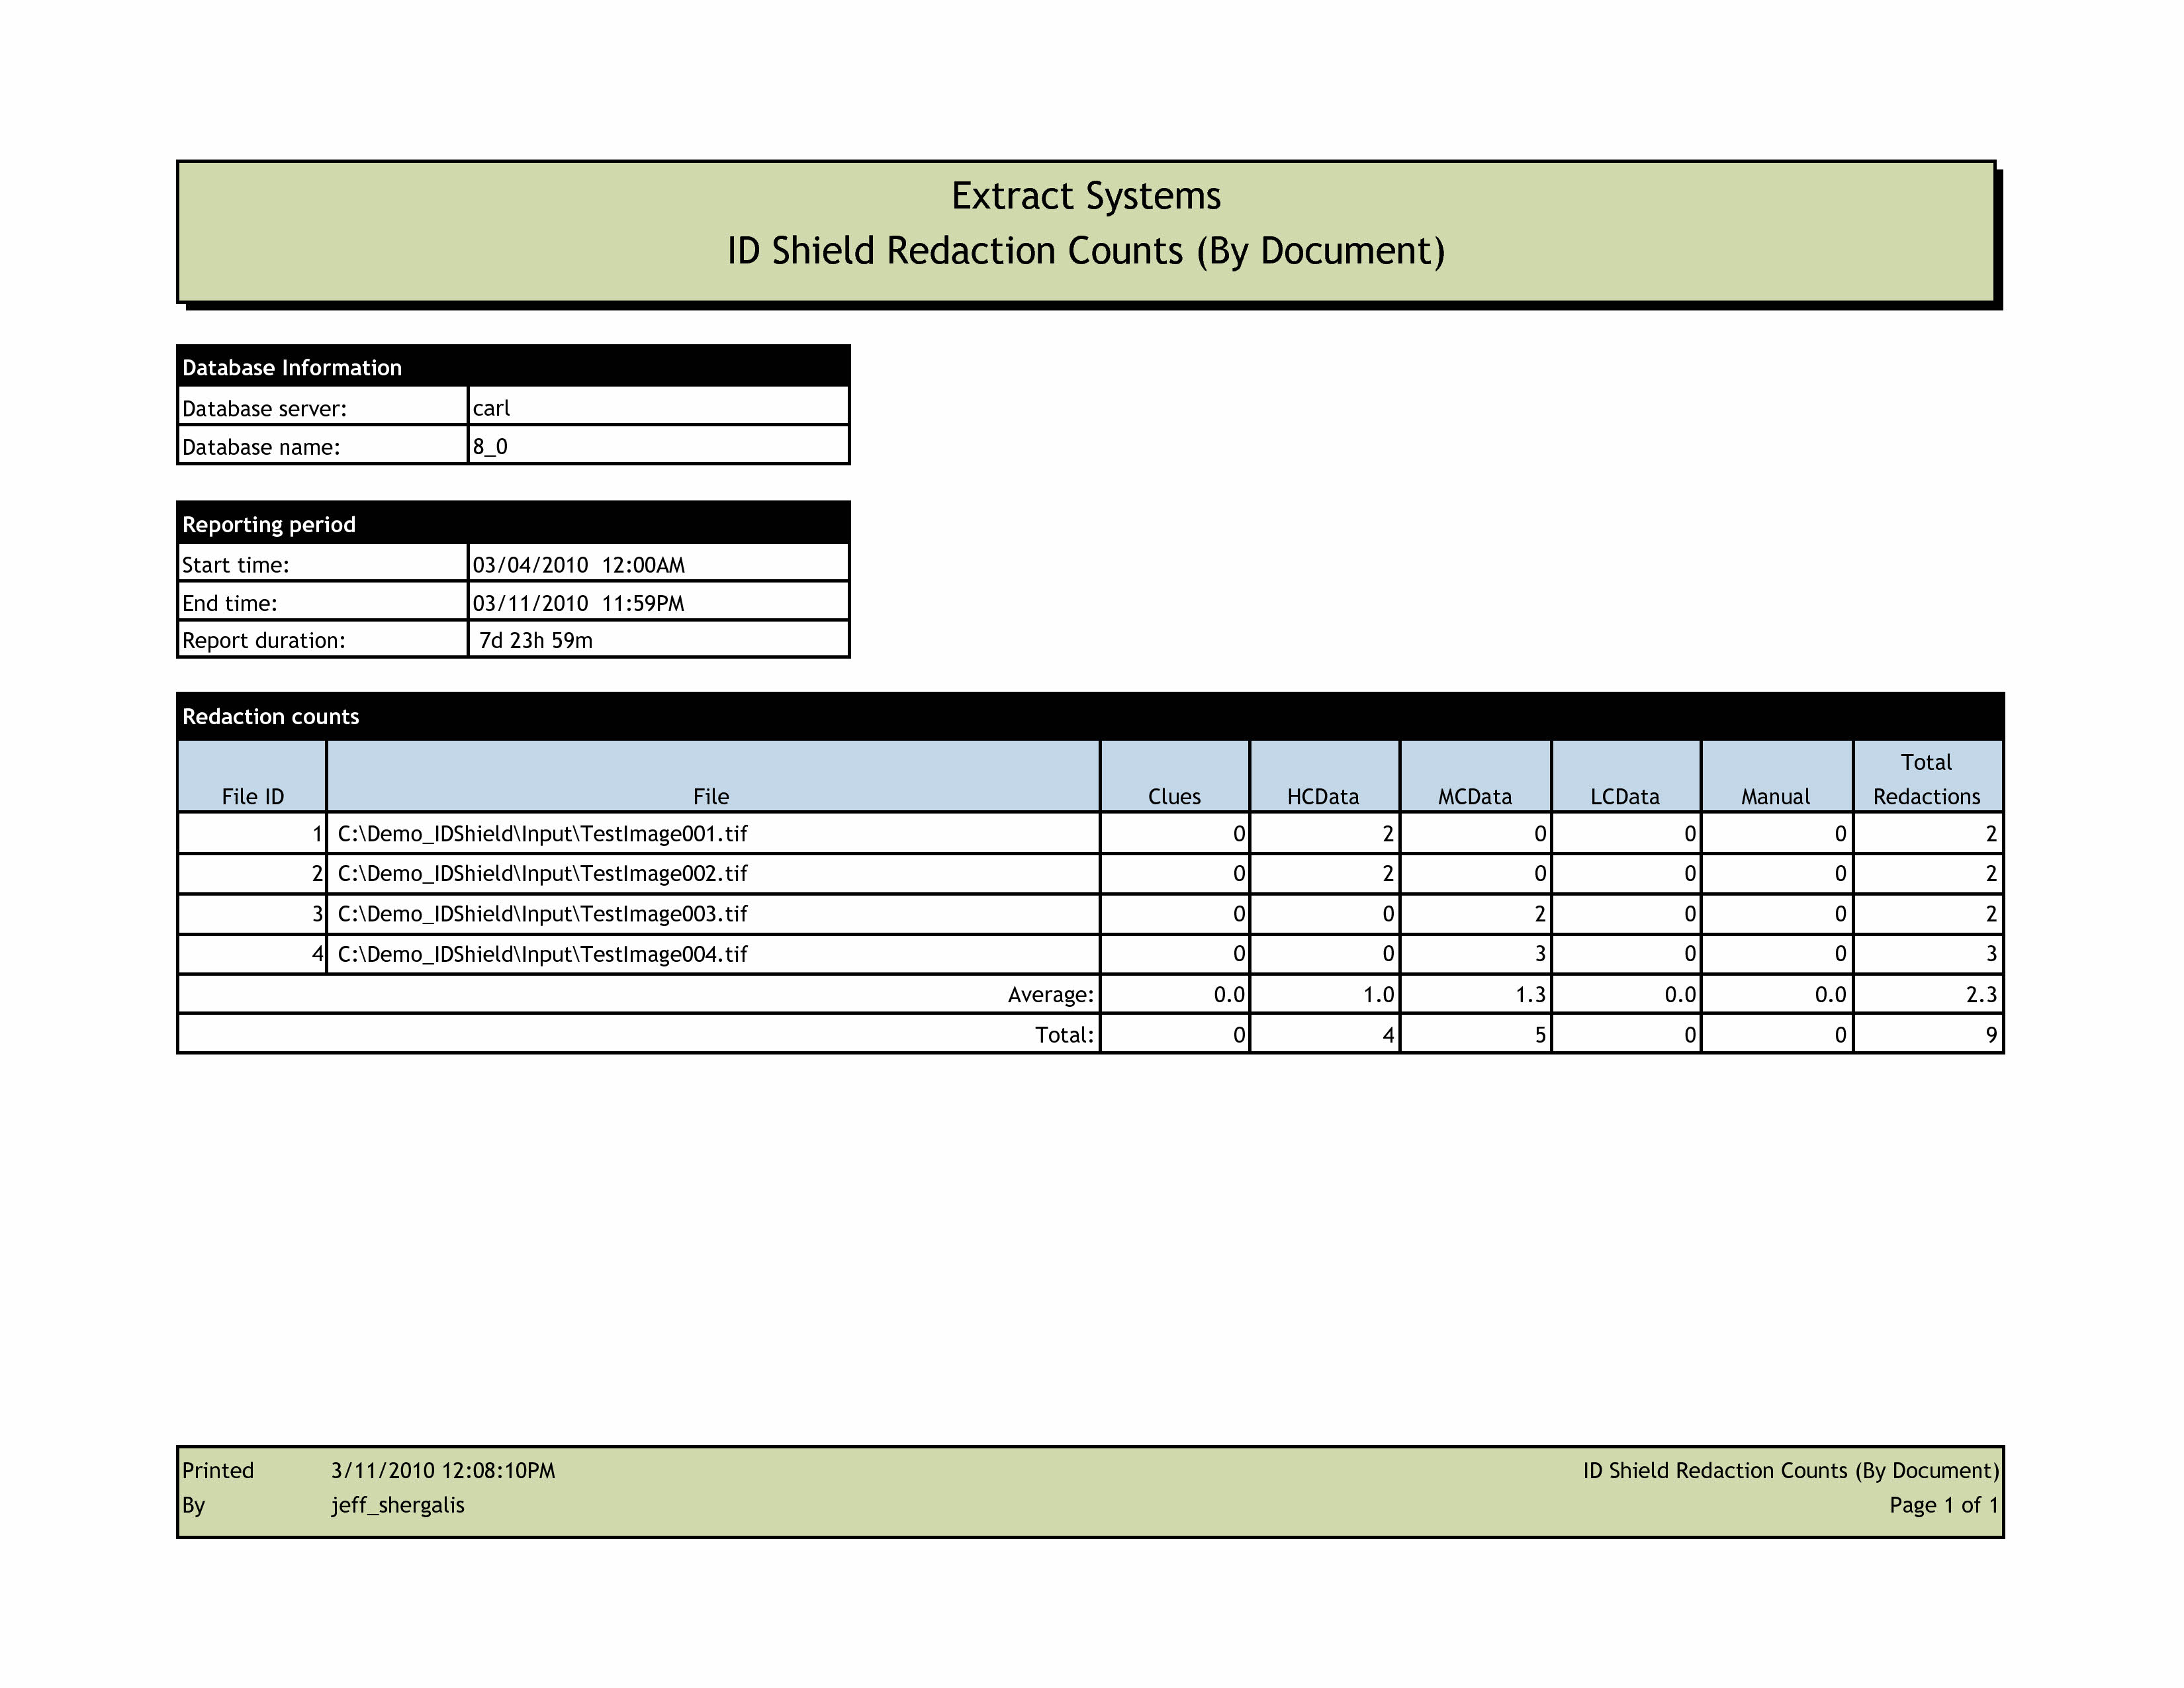 Extract Systems
ID Shield Redaction Counts (By Document)
Database Information
Database server: carl
Database name: 8_0
Reporting period
Start time: 03/04/2010 12:00AM
End time: 03/11/2010 11:59PM
Report duration: 7d 23h 59m
Redaction counts
File ID File Clues HCData MCData LCData Manual Total Redactions
1 C:\Demo_IDShield\Input\TestImage001.tif 0 2 0 0 0 2
2 C:\Demo_IDShield\Input\TestImage002.tif 0 2 0 0 0 2
3 C:\Demo_IDShield\Input\TestImage003.tif 0 0 2 0 0 2
4 C:\Demo_IDShield\Input\TestImage004.tif 0 0 3 0 0 3
Average: 0.0 1.0 1.3 0.0 0.0 2.3
Total: 0 4 5 0 0 9
Printed 3/11/2010 12:08:10PM ID Shield Redaction Counts (By Document)
By jeff_shergalis Page 1 of 1